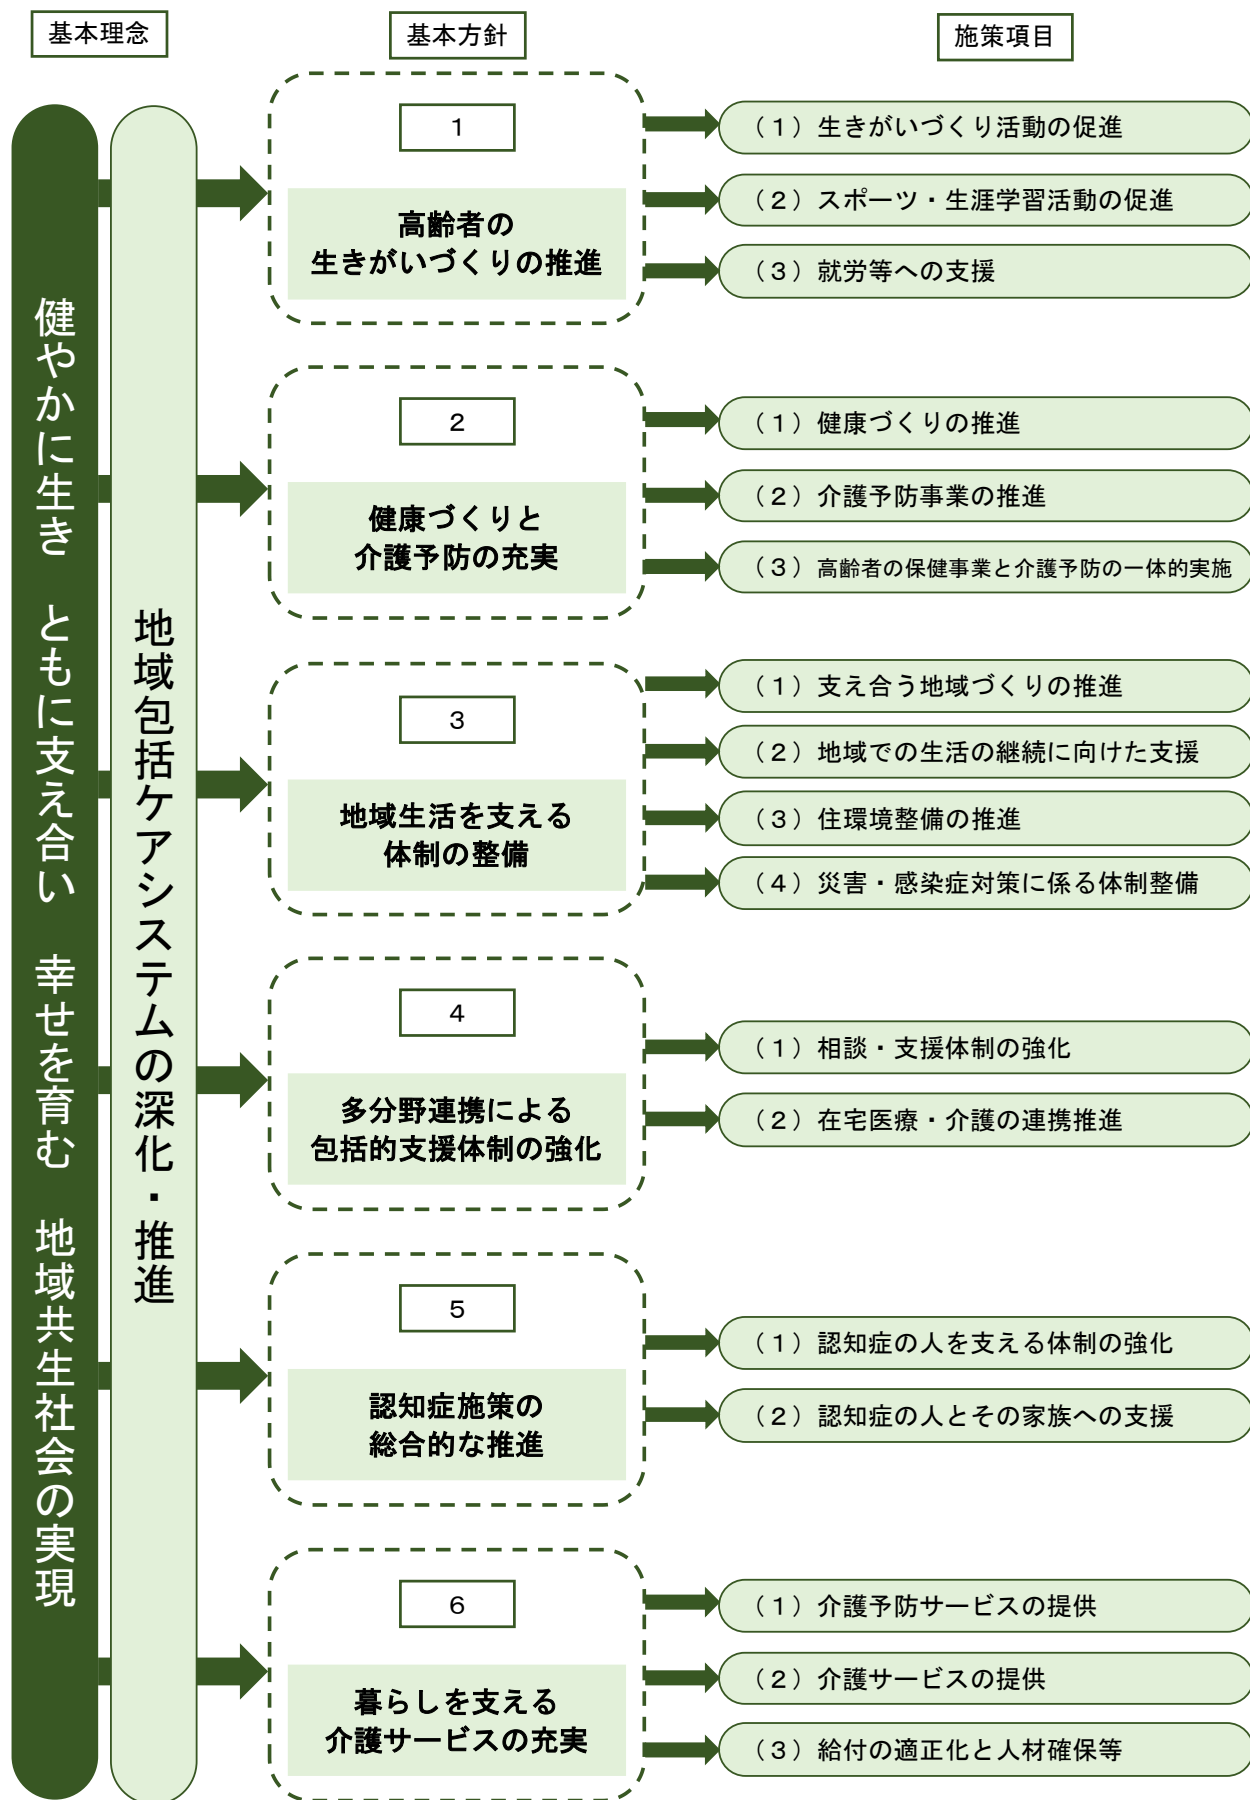 基本理念
基本方針
施策項目
健やかに生き　ともに支え合い　幸せを育む　地域共生社会の実現
地域包括ケアシステムの深化・推進
1
高齢者の
生きがいづくりの推進
（1）生きがいづくり活動の促進
（2）スポーツ・生涯学習活動の促進
（3）就労等への支援
2
健康づくりと
介護予防の充実
（1）健康づくりの推進
（2）介護予防事業の推進
（3）高齢者の保健事業と介護予防の一体的実施
3
地域生活を支える
体制の整備
（1）支え合う地域づくりの推進
（2）地域での生活の継続に向けた支援
（3）住環境整備の推進
（4）災害・感染症対策に係る体制整備
4
多分野連携による
包括的支援体制の強化
（1）相談・支援体制の強化
（2）在宅医療・介護の連携推進
5
認知症施策の
総合的な推進
（1）認知症の人を支える体制の強化
（2）認知症の人とその家族への支援
6
暮らしを支える
介護サービスの充実
（1）介護予防サービスの提供
（2）介護サービスの提供
（3）給付の適正化と人材確保等